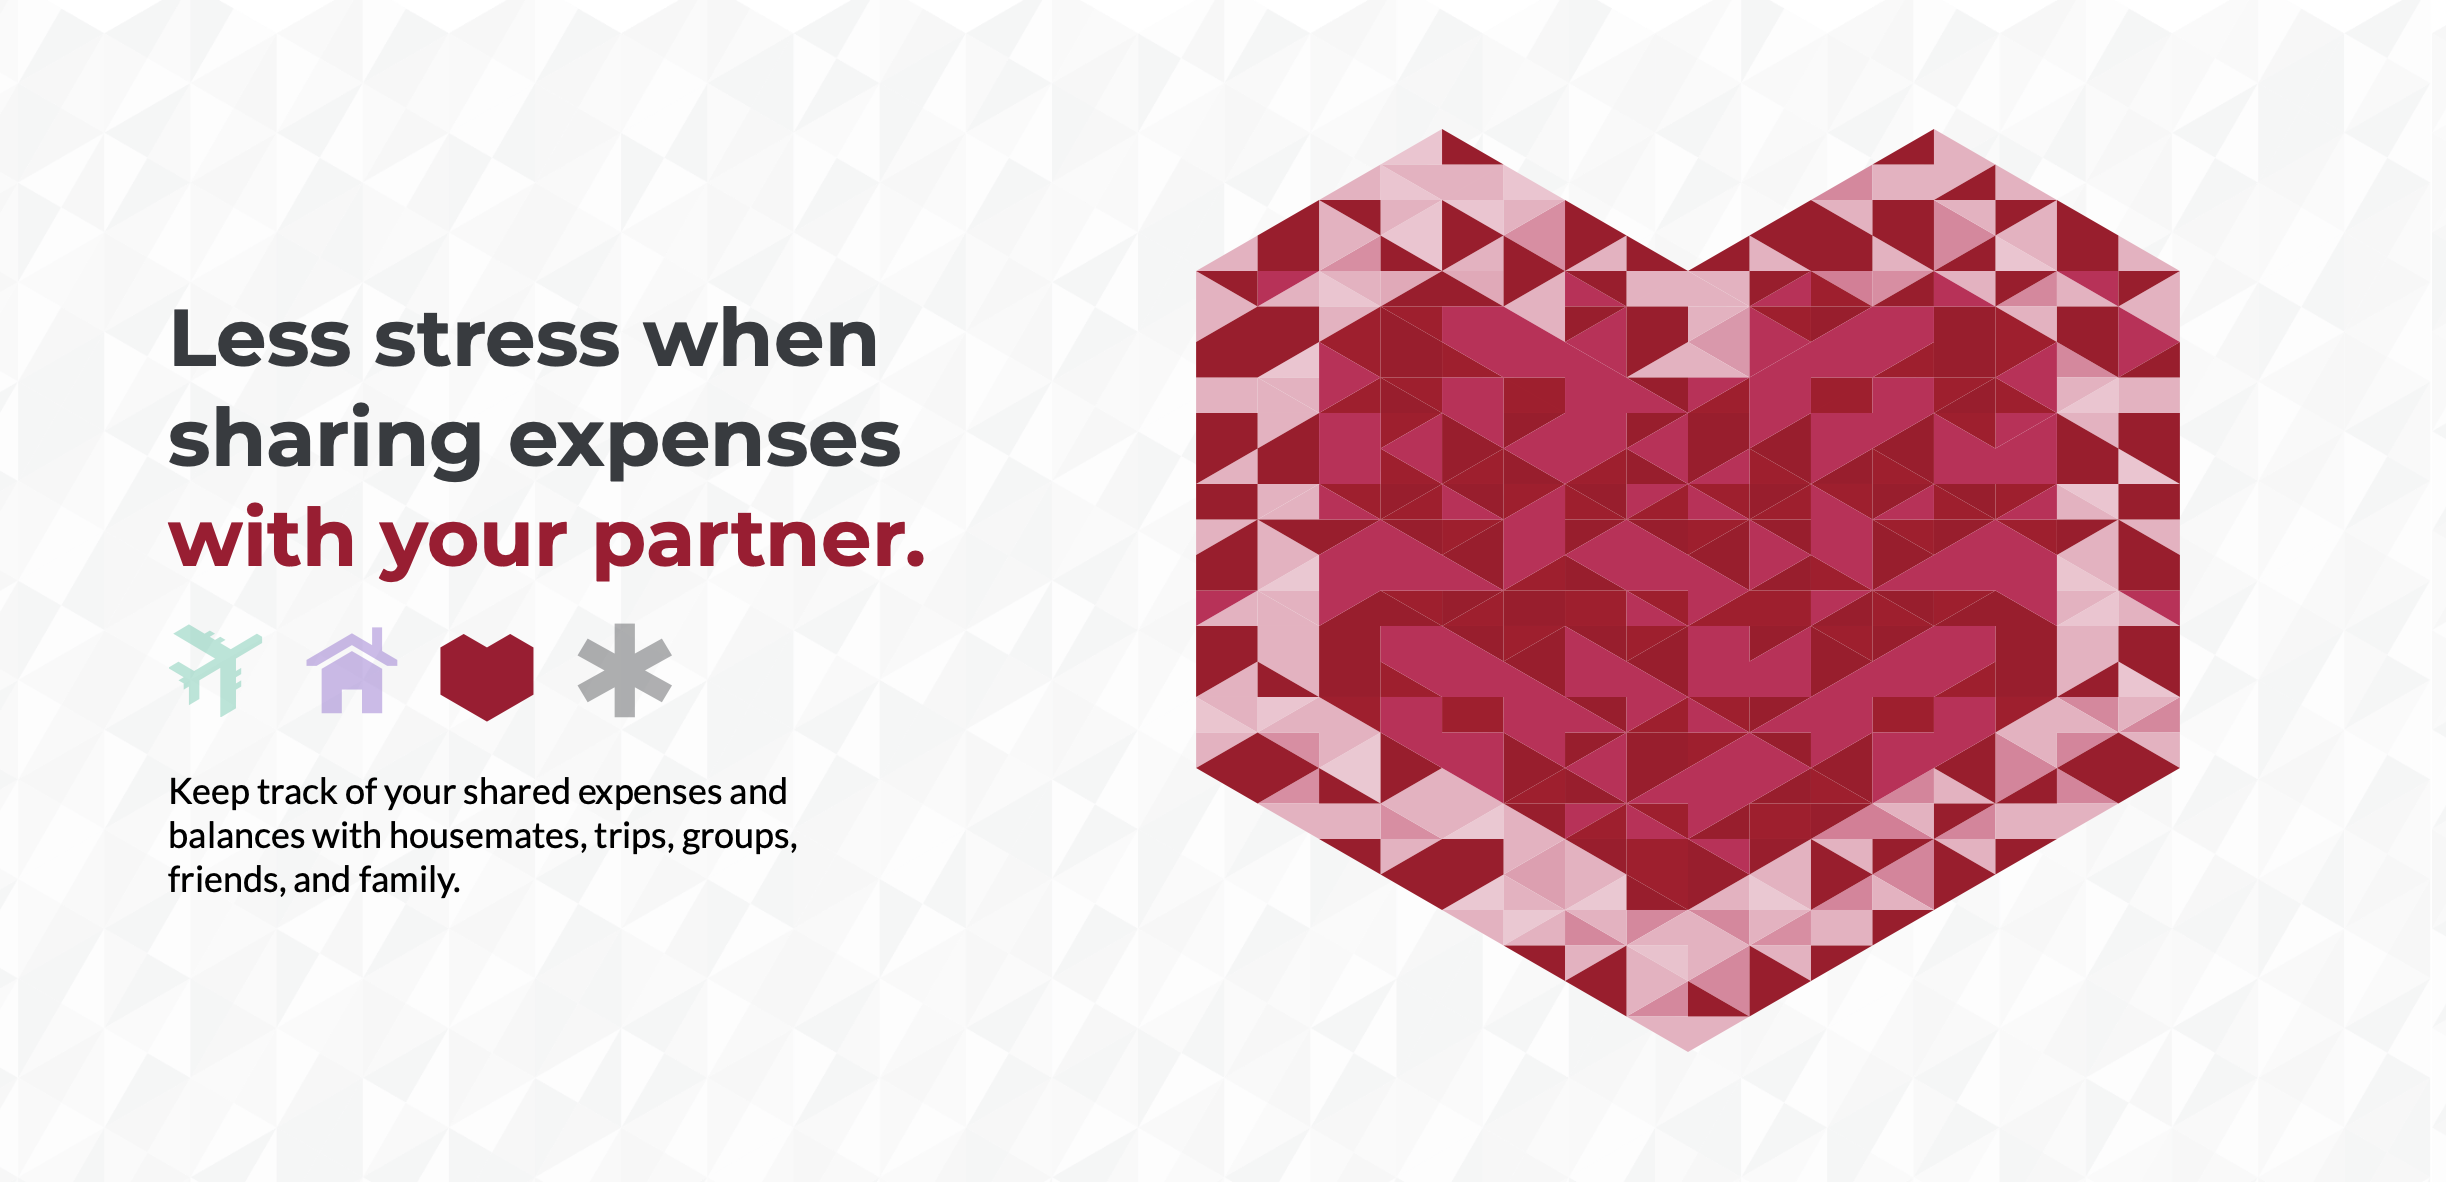 Less stress when
sharing expenses
with your partner.
Keep track of your shared expenses and
balances with housemates, trips, groups,
friends, and family.